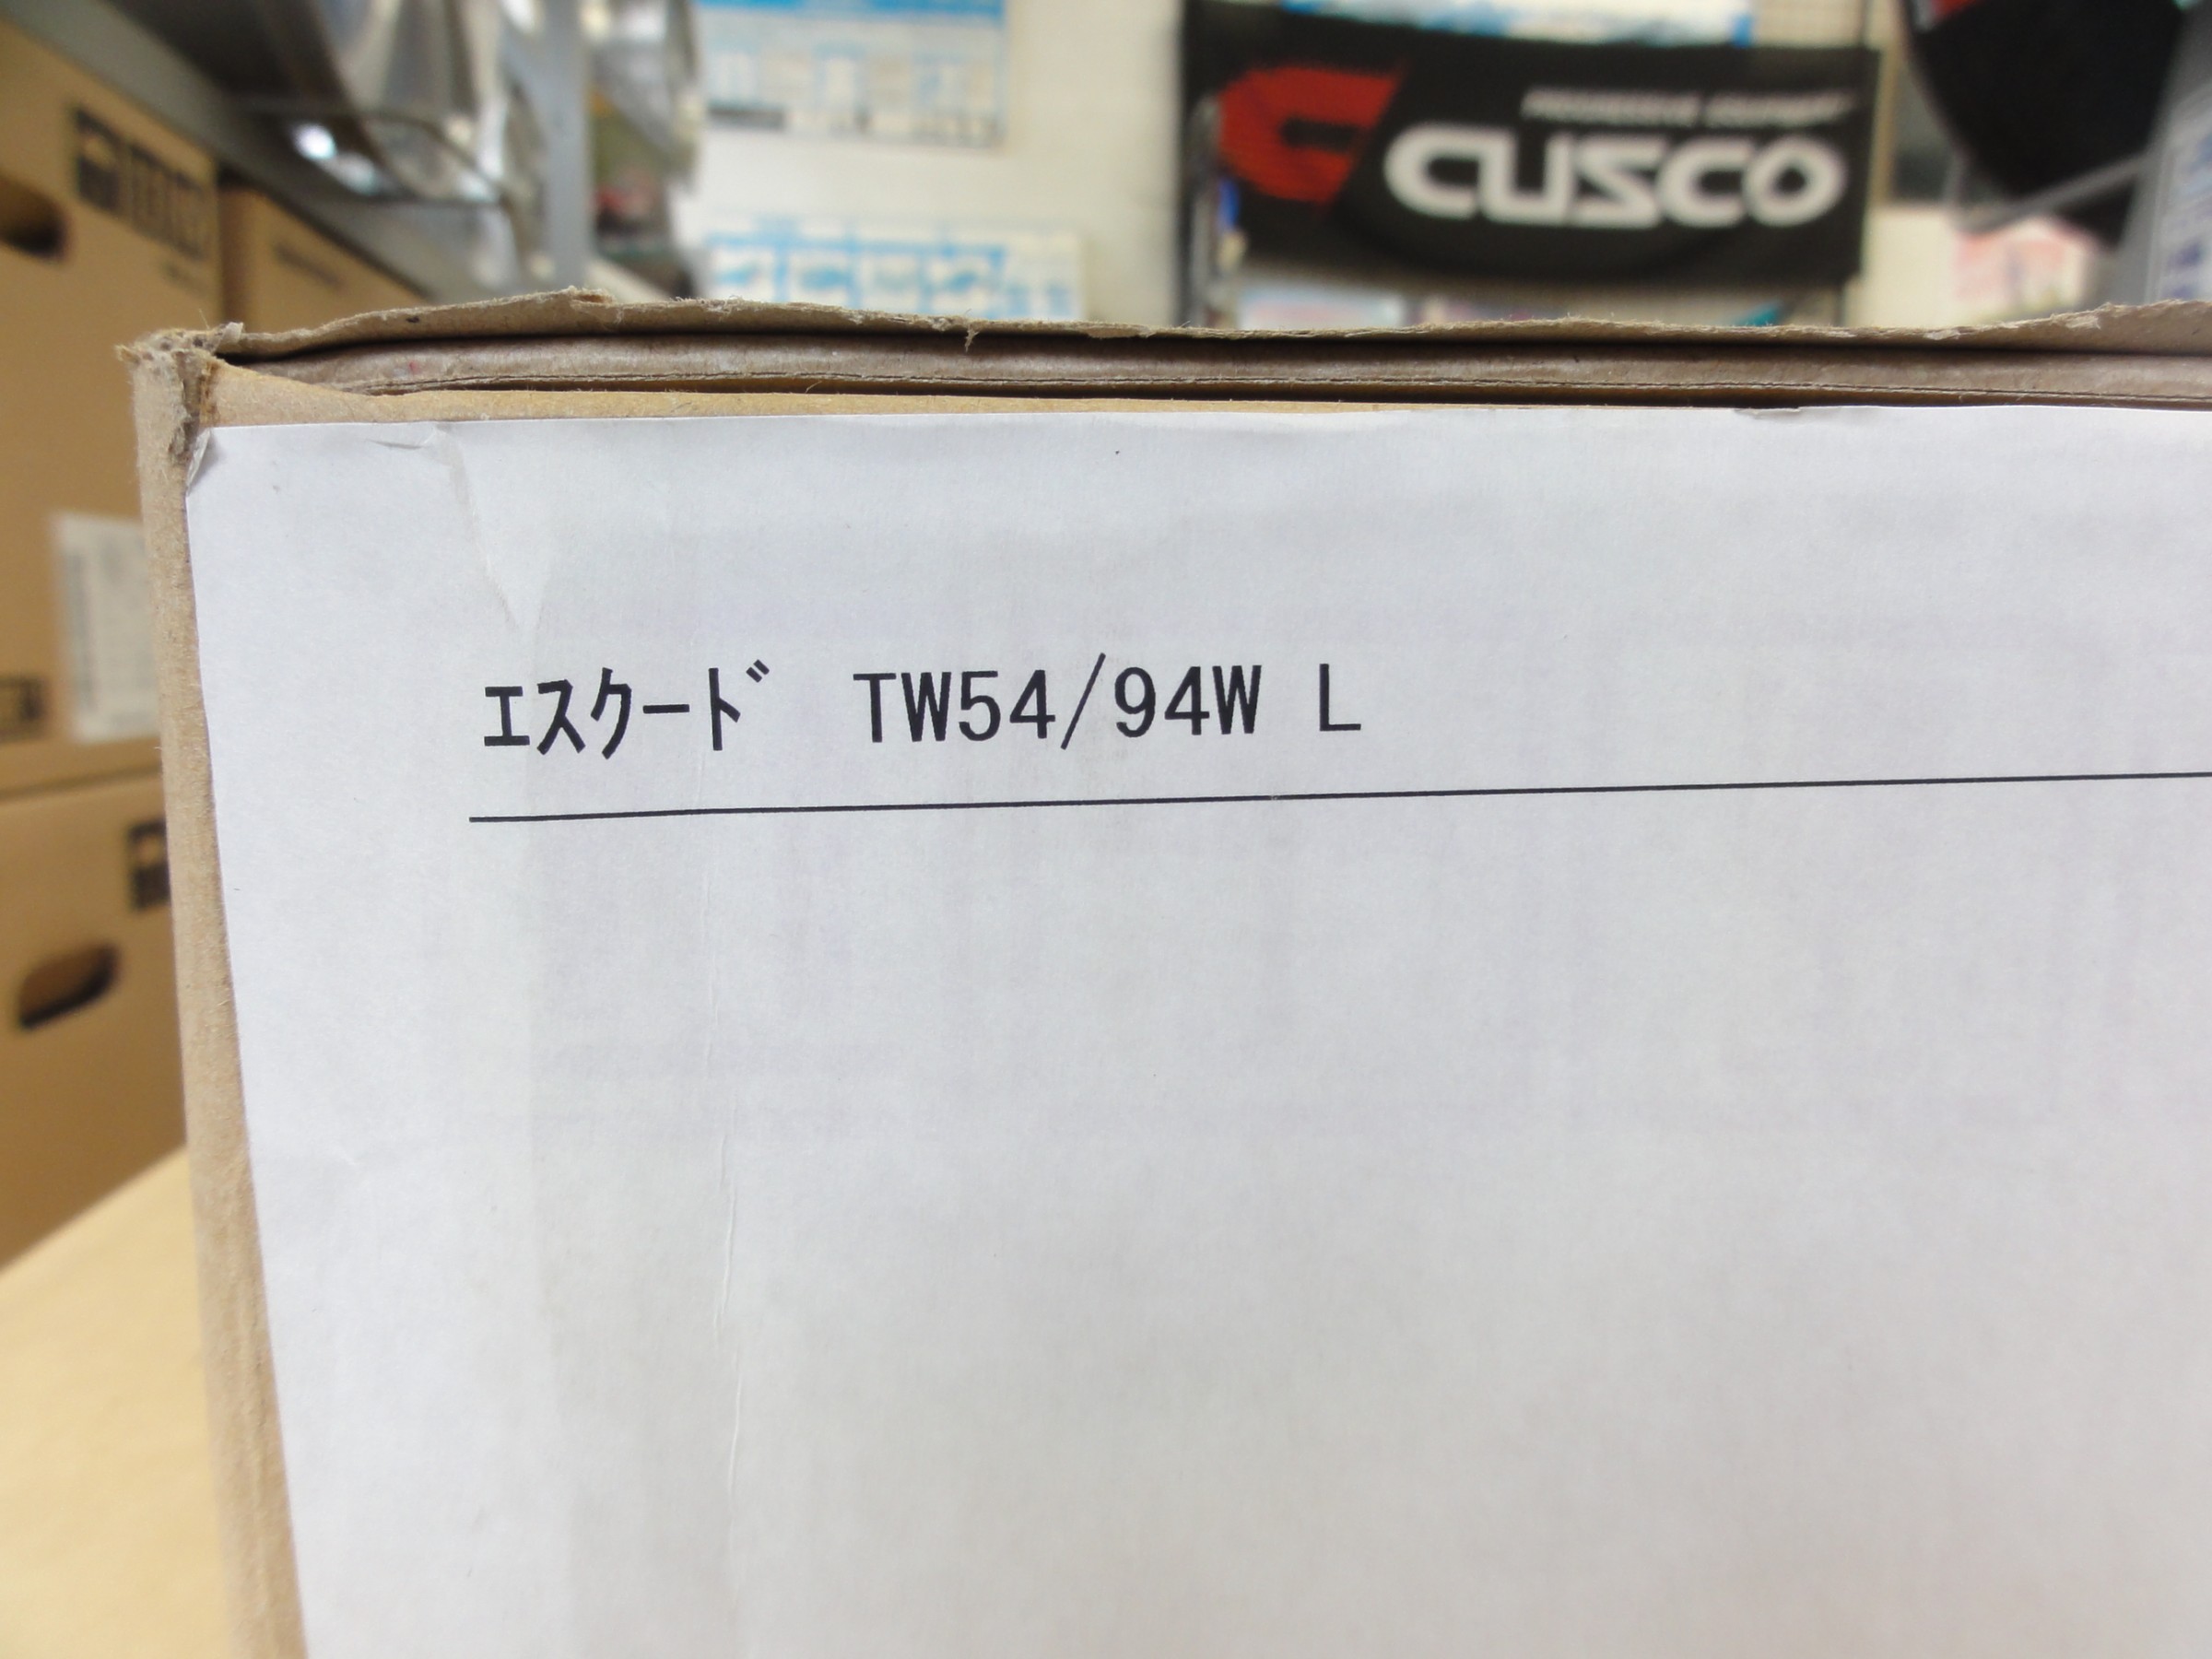 CUSCO
ｴｽｸｰﾄﾞ TW54/94W L